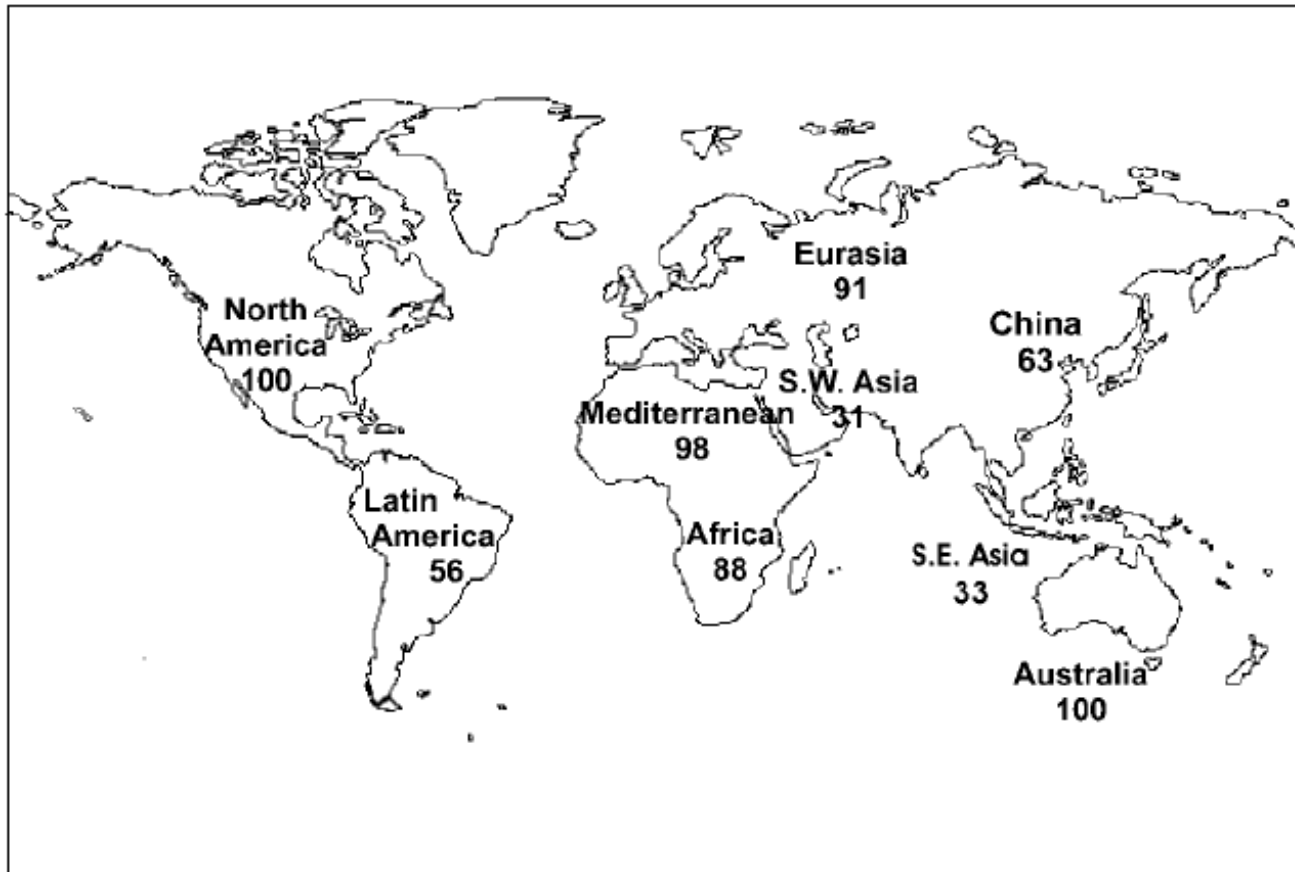 Eurasia
91
North
America
100
China
63
S.W. Asia
31
Mediterranean
98
Latin
America
56
Africa
88
S.E. Asia
33
Australia
100